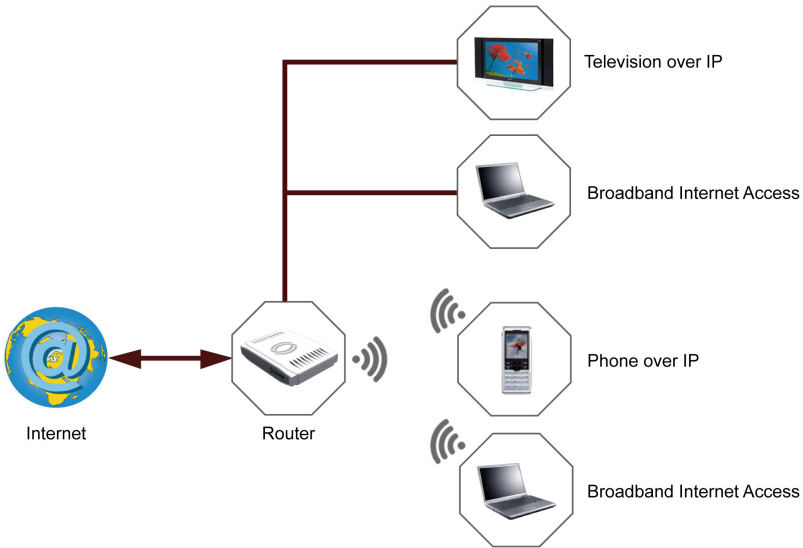 Television over IP
Broadband Internet Access
Phone over IP
Internet
Router
Broadband Internet Access